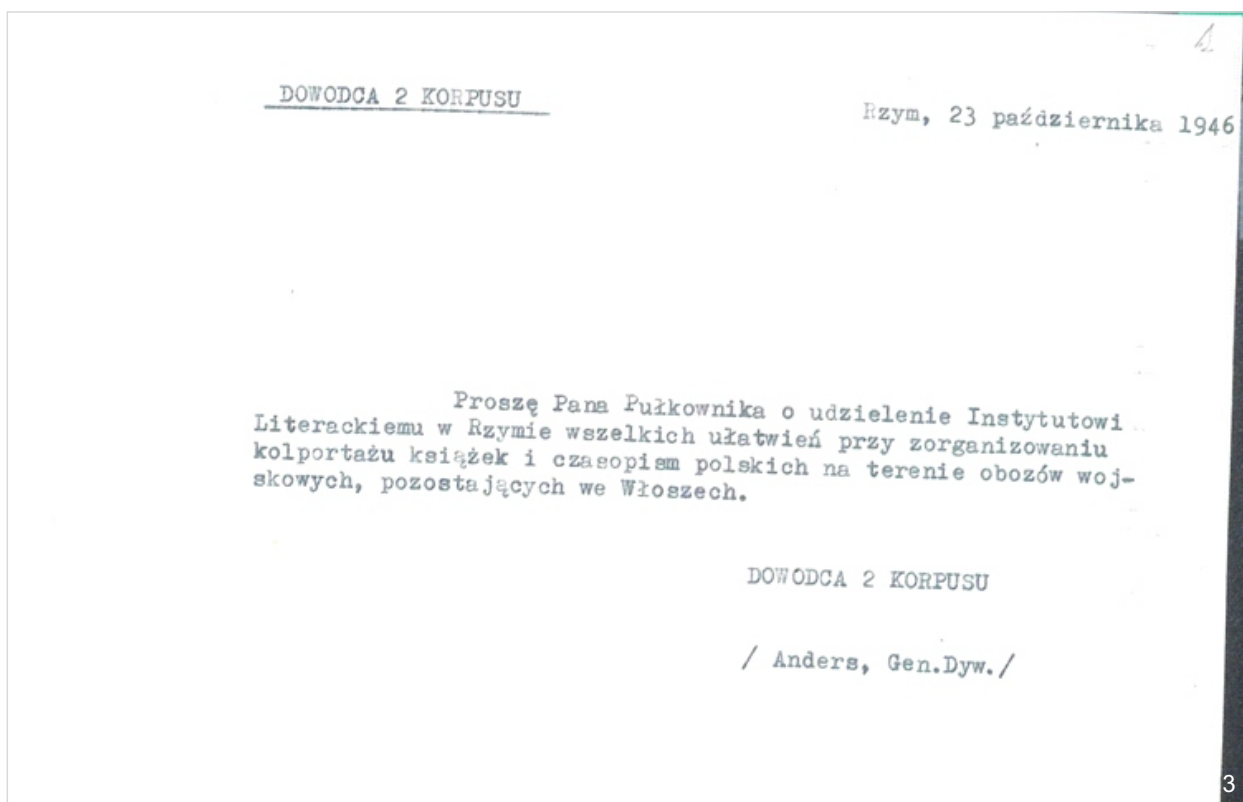 DOWODCA 2 KORPUSU
Rzym, 23 października 1946
Proszę Pana Pułkownika o udzielenie Instytutowi
Literackiemu w Rzymie wszelkich ułatwień przy zorganizowaniu
kolportażu książek i czasopism polskich na terenie obozów woj-
skowych, pozostających we Włoszech.
DOWODCA 2 KORPUSU
/ Anders, Gen.Dyw./
3